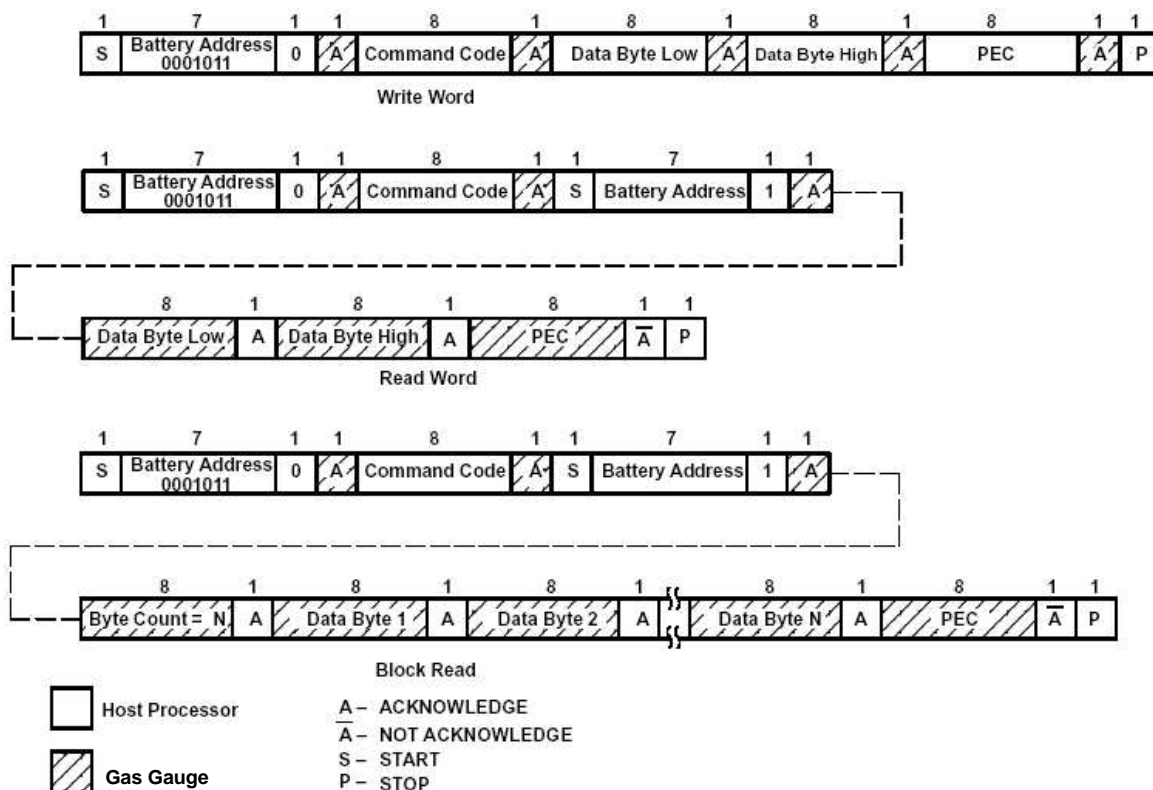 1 7 1 1 8 1 8 1 8 1 8 1 1
S Battery Address 0 A Command Code A Data Byte Low A Data Byte High A PEC A P
0001011
Write Word
1 7 1 1 8 1 1 7 1 1
S Battery Address 0 A Command Code A S Battery Address 1 A
0001011
8 1 8 1 8 1 1
Data Byte Low A Data Byte High A PEC A̅ P
Read Word
1 7 1 1 8 1 1 7 1 1
S Battery Address 0 A Command Code A S Battery Address 1 A
0001011
8 1 8 1 8 1 8 1 8 1 1
Byte Count = N A Data Byte 1 A Data Byte 2 A Data Byte N A PEC A̅ P
Block Read
Host Processor
A – ACKNOWLEDGE
A̅ – NOT ACKNOWLEDGE
S – START
Gas Gauge
P – STOP